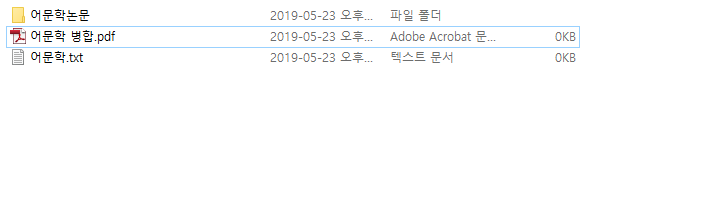 어문학논문 2019-05-23 오후... 파일 폴더
어문학 병합.pdf 2019-05-23 오후... Adobe Acrobat 문... 0KB
어문학.txt 2019-05-23 오후... 텍스트 문서 0KB